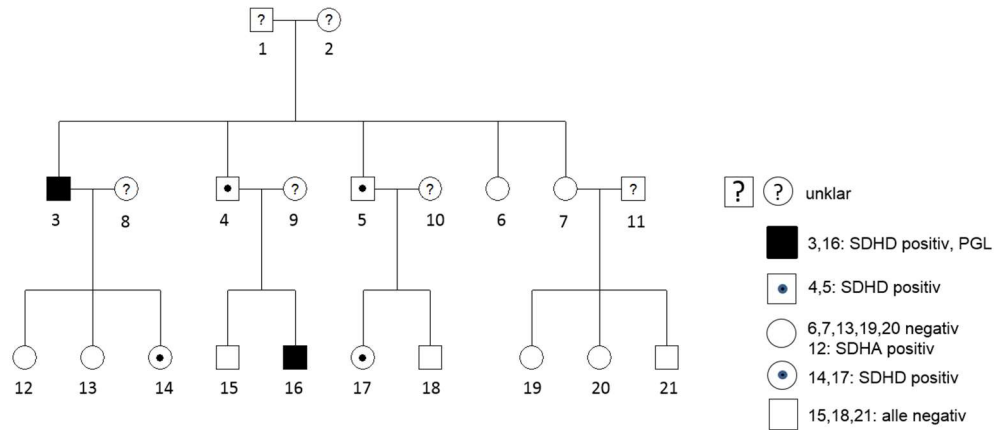 ? ?
1 2
? ? ? ?
3 8 4 9 5 10 6 7 11
12 13 14 15 16 17 18 19 20 21
? ? unklar
3,16: SDHD positiv, PGL
4,5: SDHD positiv
6,7,13,19,20 negativ
12: SDHA positiv
14,17: SDHD positiv
15,18,21: alle negativ